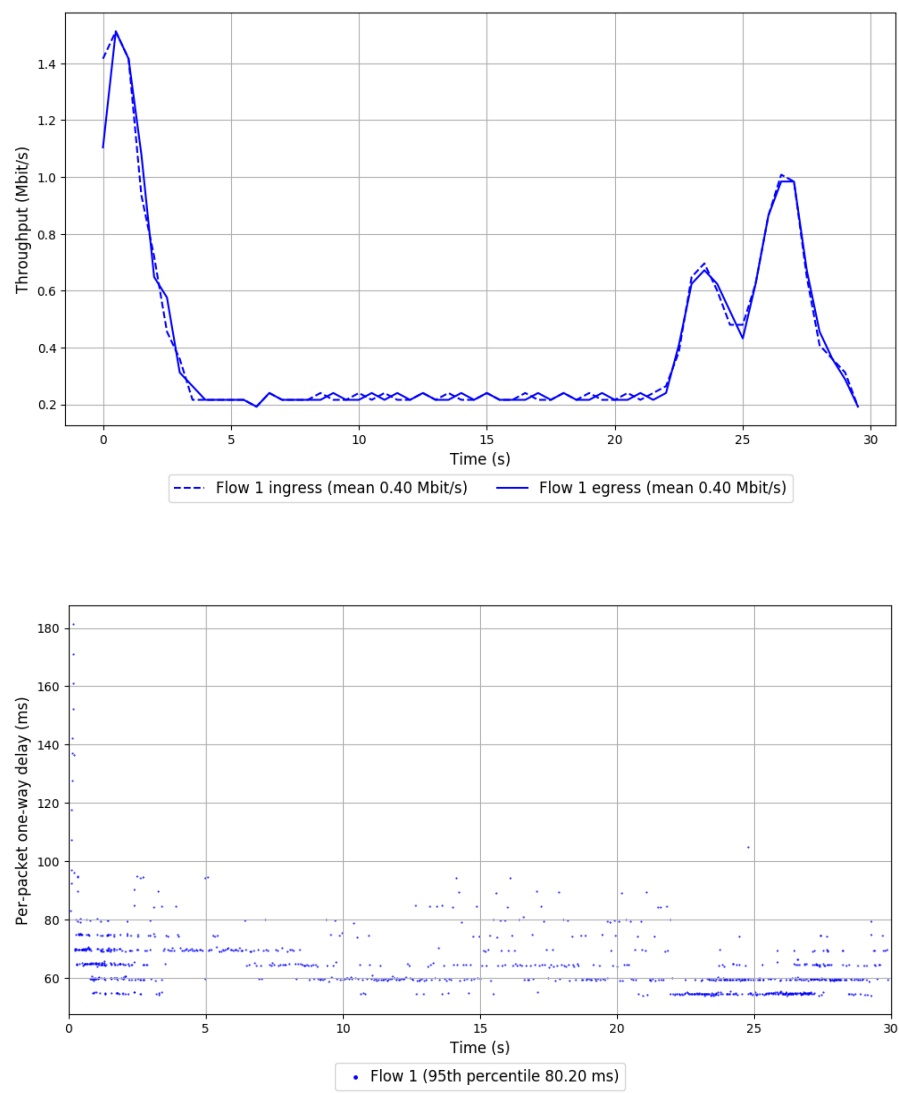 Throughput (Mbit/s)
1.4
1.2
1.0
0.8
0.6
0.4
0.2
0 5 10 15 20 25 30
Time (s)
Flow 1 ingress (mean 0.40 Mbit/s) Flow 1 egress (mean 0.40 Mbit/s)
Per-packet one-way delay (ms)
180
160
140
120
100
80
60
0 5 10 15 20 25 30
Time (s)
Flow 1 (95th percentile 80.20 ms)